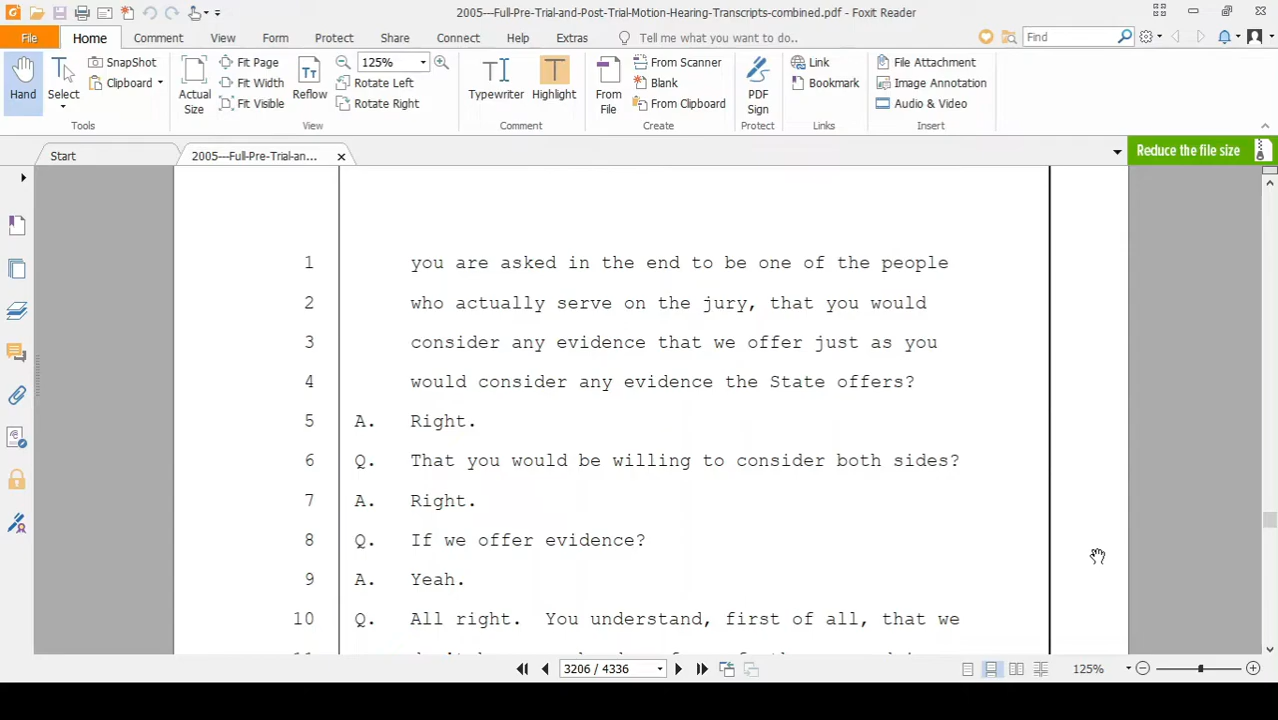 2005---Full-Pre-Trial-and-Post-Trial-Motion-Hearing-Transcripts-combined.pdf - Foxit Reader
File Home Comment View Form Protect Share Connect Help Extras Tell me what you want to do.. Find
Hand
Select
SnapShot
Clipboard
Actual Size
Fit Page
Fit Width
Fit Visible
Reflow
125%
Rotate Left
Rotate Right
Typewriter
Highlight
From File
From Scanner
Blank
From Clipboard
PDF Sign
Link
Bookmark
File Attachment
Image Annotation
Audio & Video
Tools View Comment Create Protect Links Insert
Start 2005---Full-Pre-Trial-an... Reduce the file size
1 you are asked in the end to be one of the people
2 who actually serve on the jury, that you would
3 consider any evidence that we offer just as you
4 would consider any evidence the State offers?
5 A. Right.
6 Q. That you would be willing to consider both sides?
7 A. Right.
8 Q. If we offer evidence?
9 A. Yeah.
10 Q. All right. You understand, first of all, that we
3206 / 4336 125%